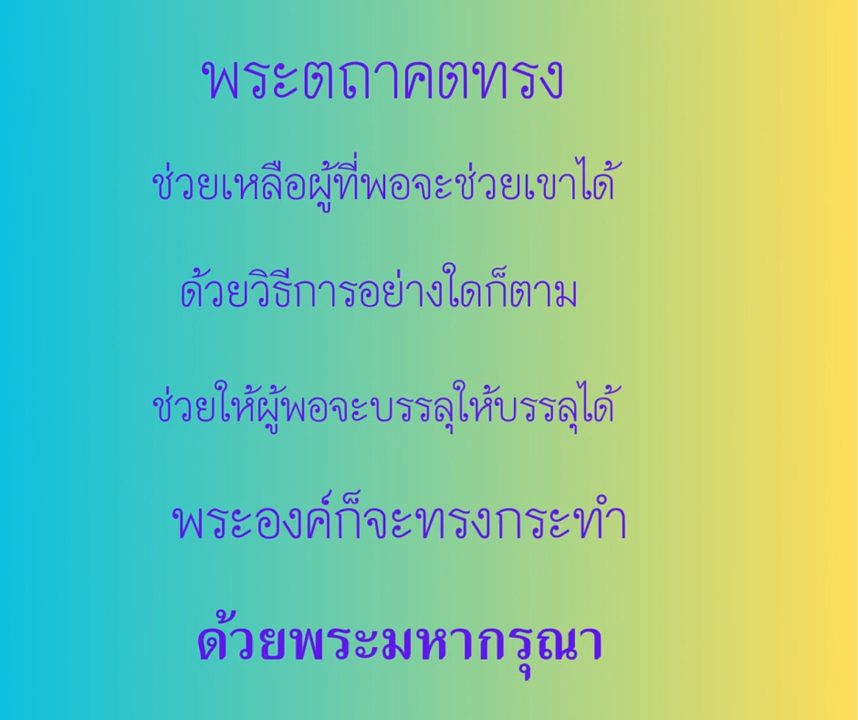 พระตถาคตทรง
ช่วยเหลือผู้ที่พอจะช่วยเขาได้
ด้วยวิธีการอย่างใดก็ตาม
ช่วยให้ผู้พอจะบรรลุให้บรรลุได้
พระองค์ก็จะทรงกระทำ
ด้วยพระมหากรุณา